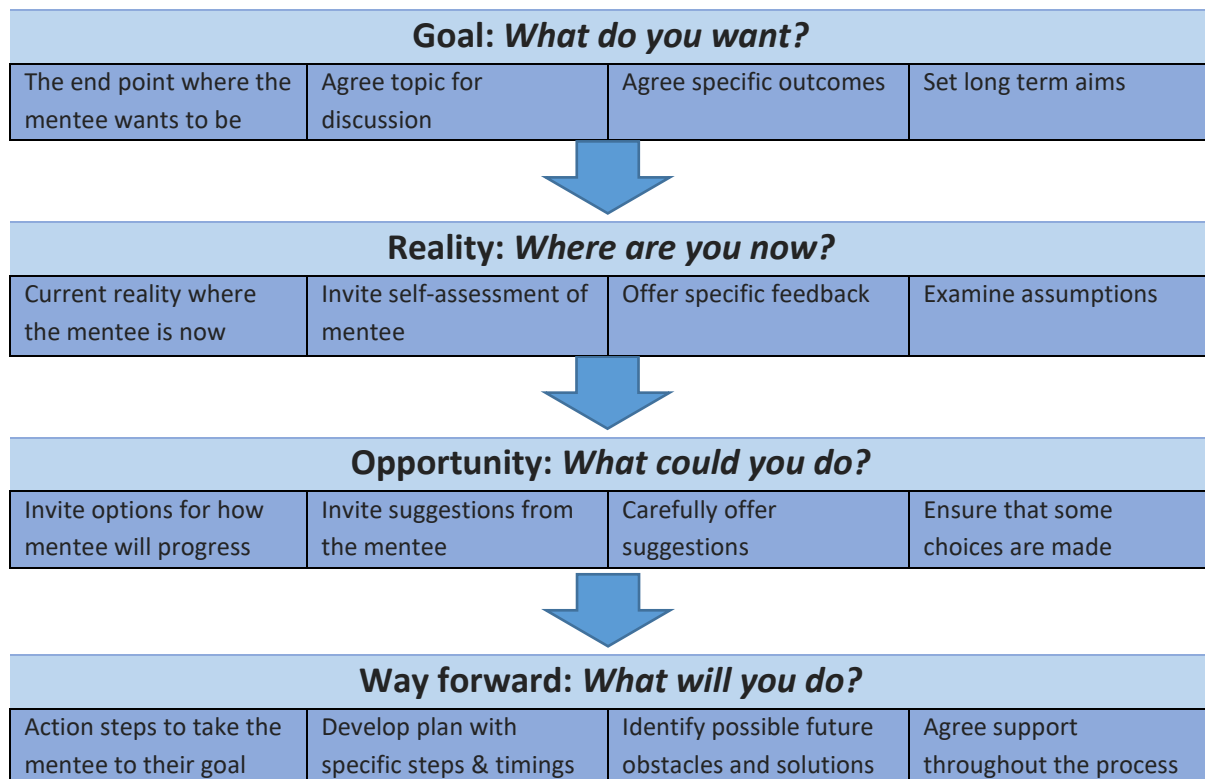 Goal: What do you want?
The end point where the
mentee wants to be
Agree topic for
discussion
Agree specific outcomes
Set long term aims
Reality: Where are you now?
Current reality where
the mentee is now
Invite self-assessment of
mentee
Offer specific feedback
Examine assumptions
Opportunity: What could you do?
Invite options for how
mentee will progress
Invite suggestions from
the mentee
Carefully offer
suggestions
Ensure that some
choices are made
Way forward: What will you do?
Action steps to take the
mentee to their goal
Develop plan with
specific steps & timings
Identify possible future
obstacles and solutions
Agree support
throughout the process